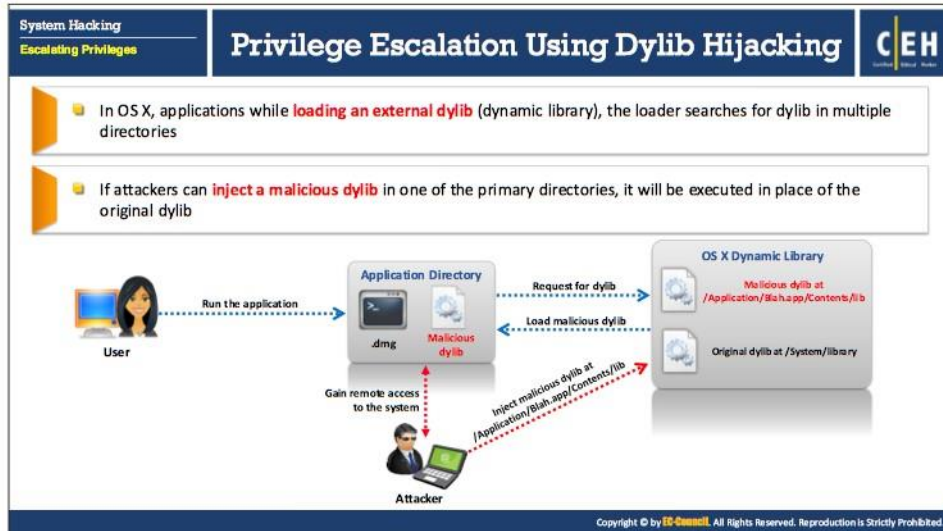 System Hacking
Escalating Privileges
Privilege Escalation Using Dylib Hijacking
C|EH
Certified Ethical Hacker
In OS X, applications while loading an external dylib (dynamic library), the loader searches for dylib in multiple
directories
If attackers can inject a malicious dylib in one of the primary directories, it will be executed in place of the
original dylib
User
Run the application
Application Directory
.dmg
Malicious
dylib
Request for dylib
Load malicious dylib
OS X Dynamic Library
Malicious dylib at
/Application/Blah.app/Contents/lib
Original dylib at /System/library
Gain remote access
to the system
Inject malicious dylib at
/Application/Blah.app/Contents/lib
Attacker
Copyright © by EC-Council. All Rights Reserved. Reproduction is Strictly Prohibited.